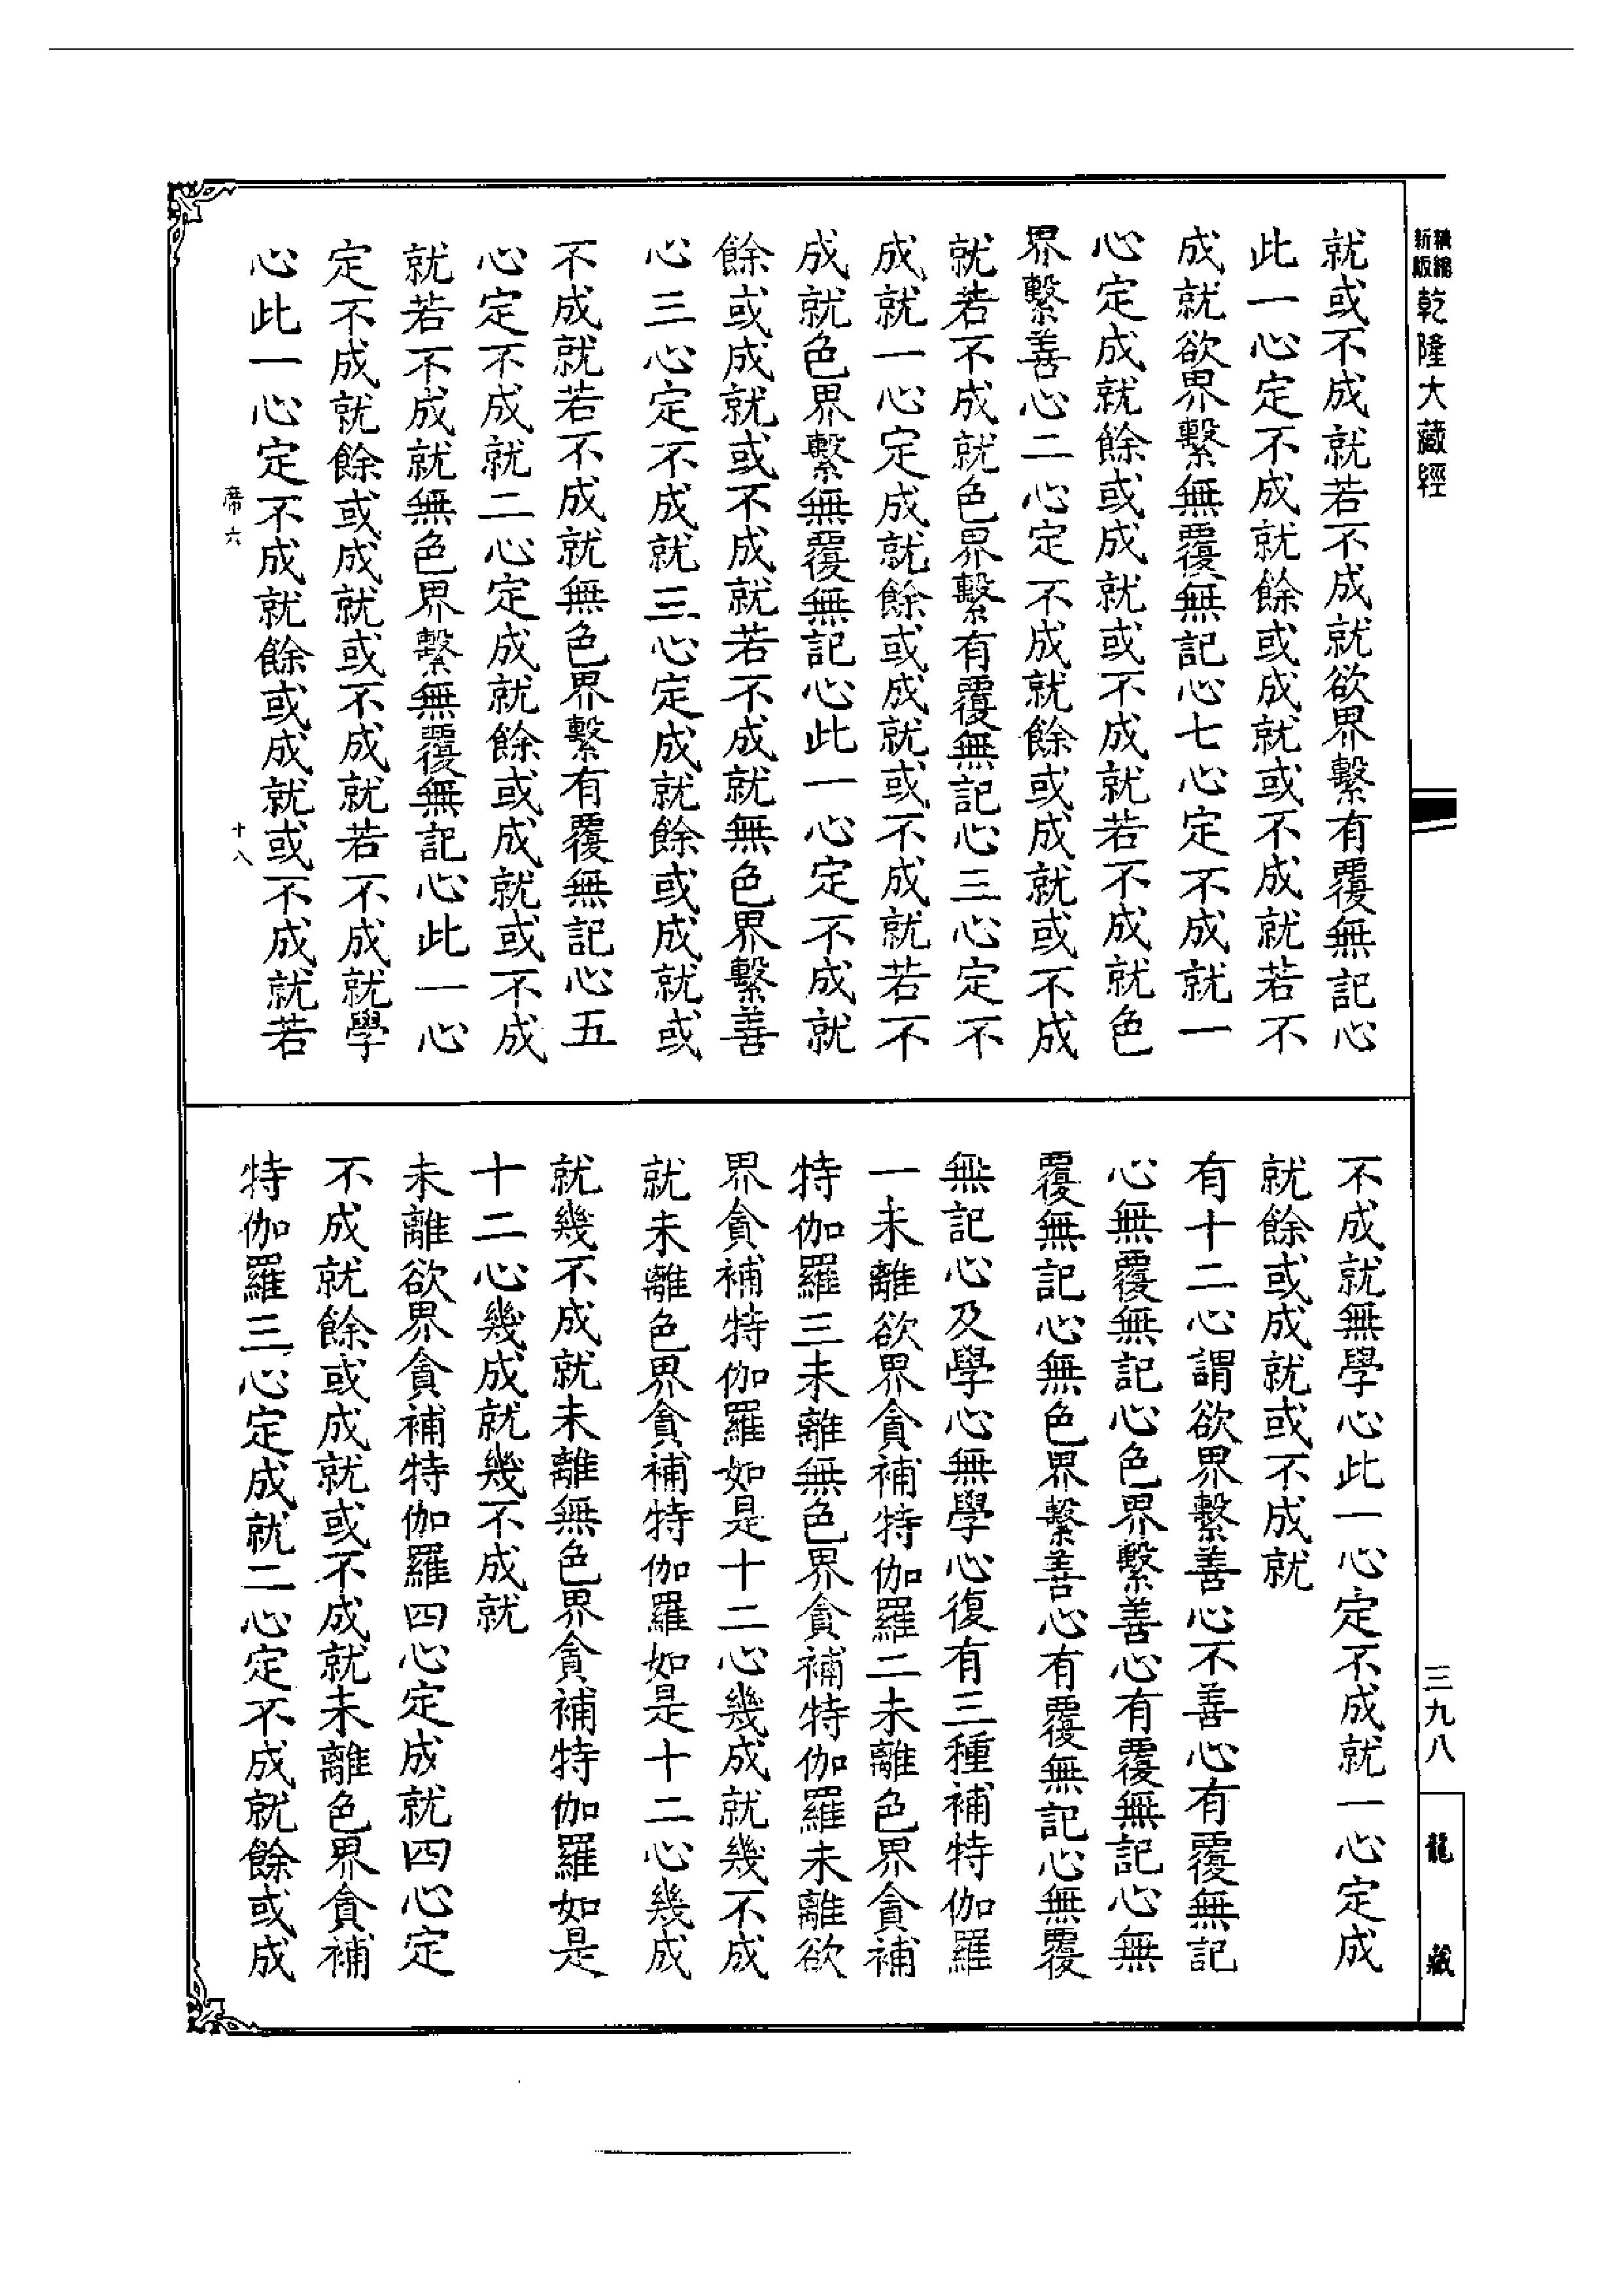 新版精縮
乾隆大藏經
三九八
龍藏
就或不成就若不成就欲界繫有覆無記心
此一心定不成就餘或成就或不成就若不
成就欲界繫無覆無記心七心定不成就一
心定成就餘或成就或不成就若不成就色
界繫善心二心定不成就餘或成就或不成
就若不成就色界繫有覆無記心三心定不
成就一心定成就餘或成就或不成就若不
成就色界繫無覆無記心此一心定不成就
餘或成就或不成就若不成就無色界繫善
心三心定不成就三心定成就餘或成就或
不成就若不成就無色界繫有覆無記心五
心定不成就二心定成就餘或成就或不成
就若不成就無色界繫無覆無記心此一心
定不成就餘或成就或不成就若不成就學
心此一心定不成就餘或成就或不成就若
帝六
十八
不成就無學心此一心定不成就一心定成
就餘或成就或不成就
有十二心謂欲界繫善心不善心有覆無記
心無覆無記心色界繫善心有覆無記心無
覆無記心無色界繫善心有覆無記心無覆
無記心及學心無學心復有三種補特伽羅
一未離欲界貪補特伽羅二未離色界貪補
特伽羅三未離無色界貪補特伽羅未離欲
界貪補特伽羅如是十二心幾成就幾不成
就未離色界貪補特伽羅如是十二心幾成
就幾不成就未離無色界貪補特伽羅如是
十二心幾成就幾不成就
未離欲界貪補特伽羅四心定成就四心定
不成就餘或成就或不成就未離色界貪補
特伽羅三心定成就二心定不成就餘或成